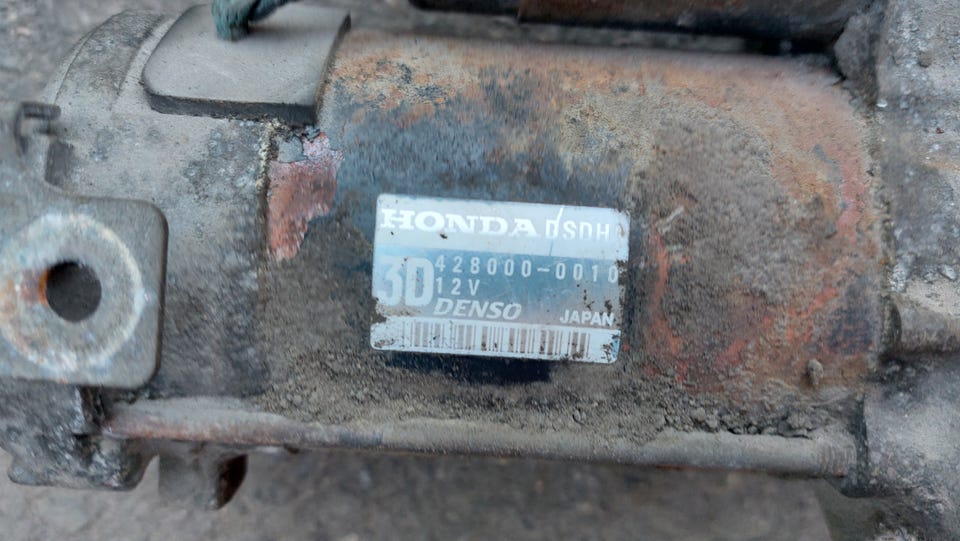 HONDA DSDH
3D 428000-0010
12V
DENSO JAPAN